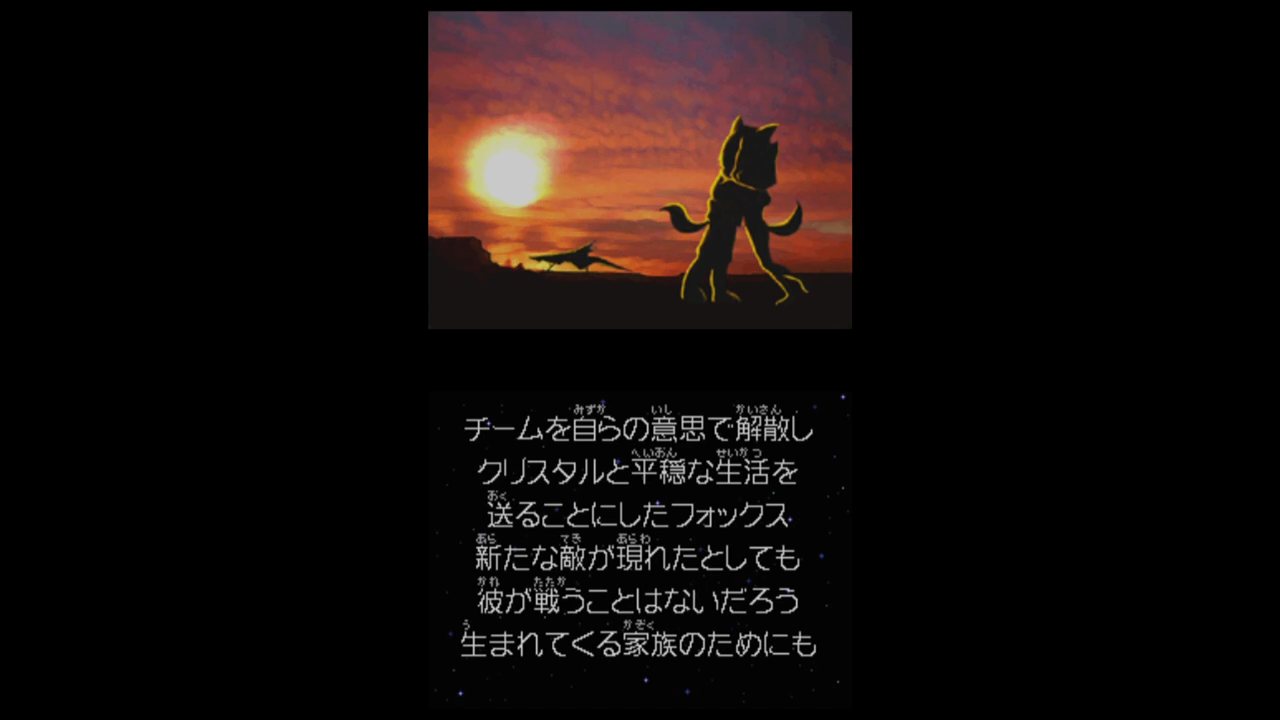 チームを自らの意思で解散し
クリスタルと平穏な生活を
送ることにしたフォックス
新たな敵が現れたとしても
彼が戦うことはないだろう
生まれてくる家族のためにも